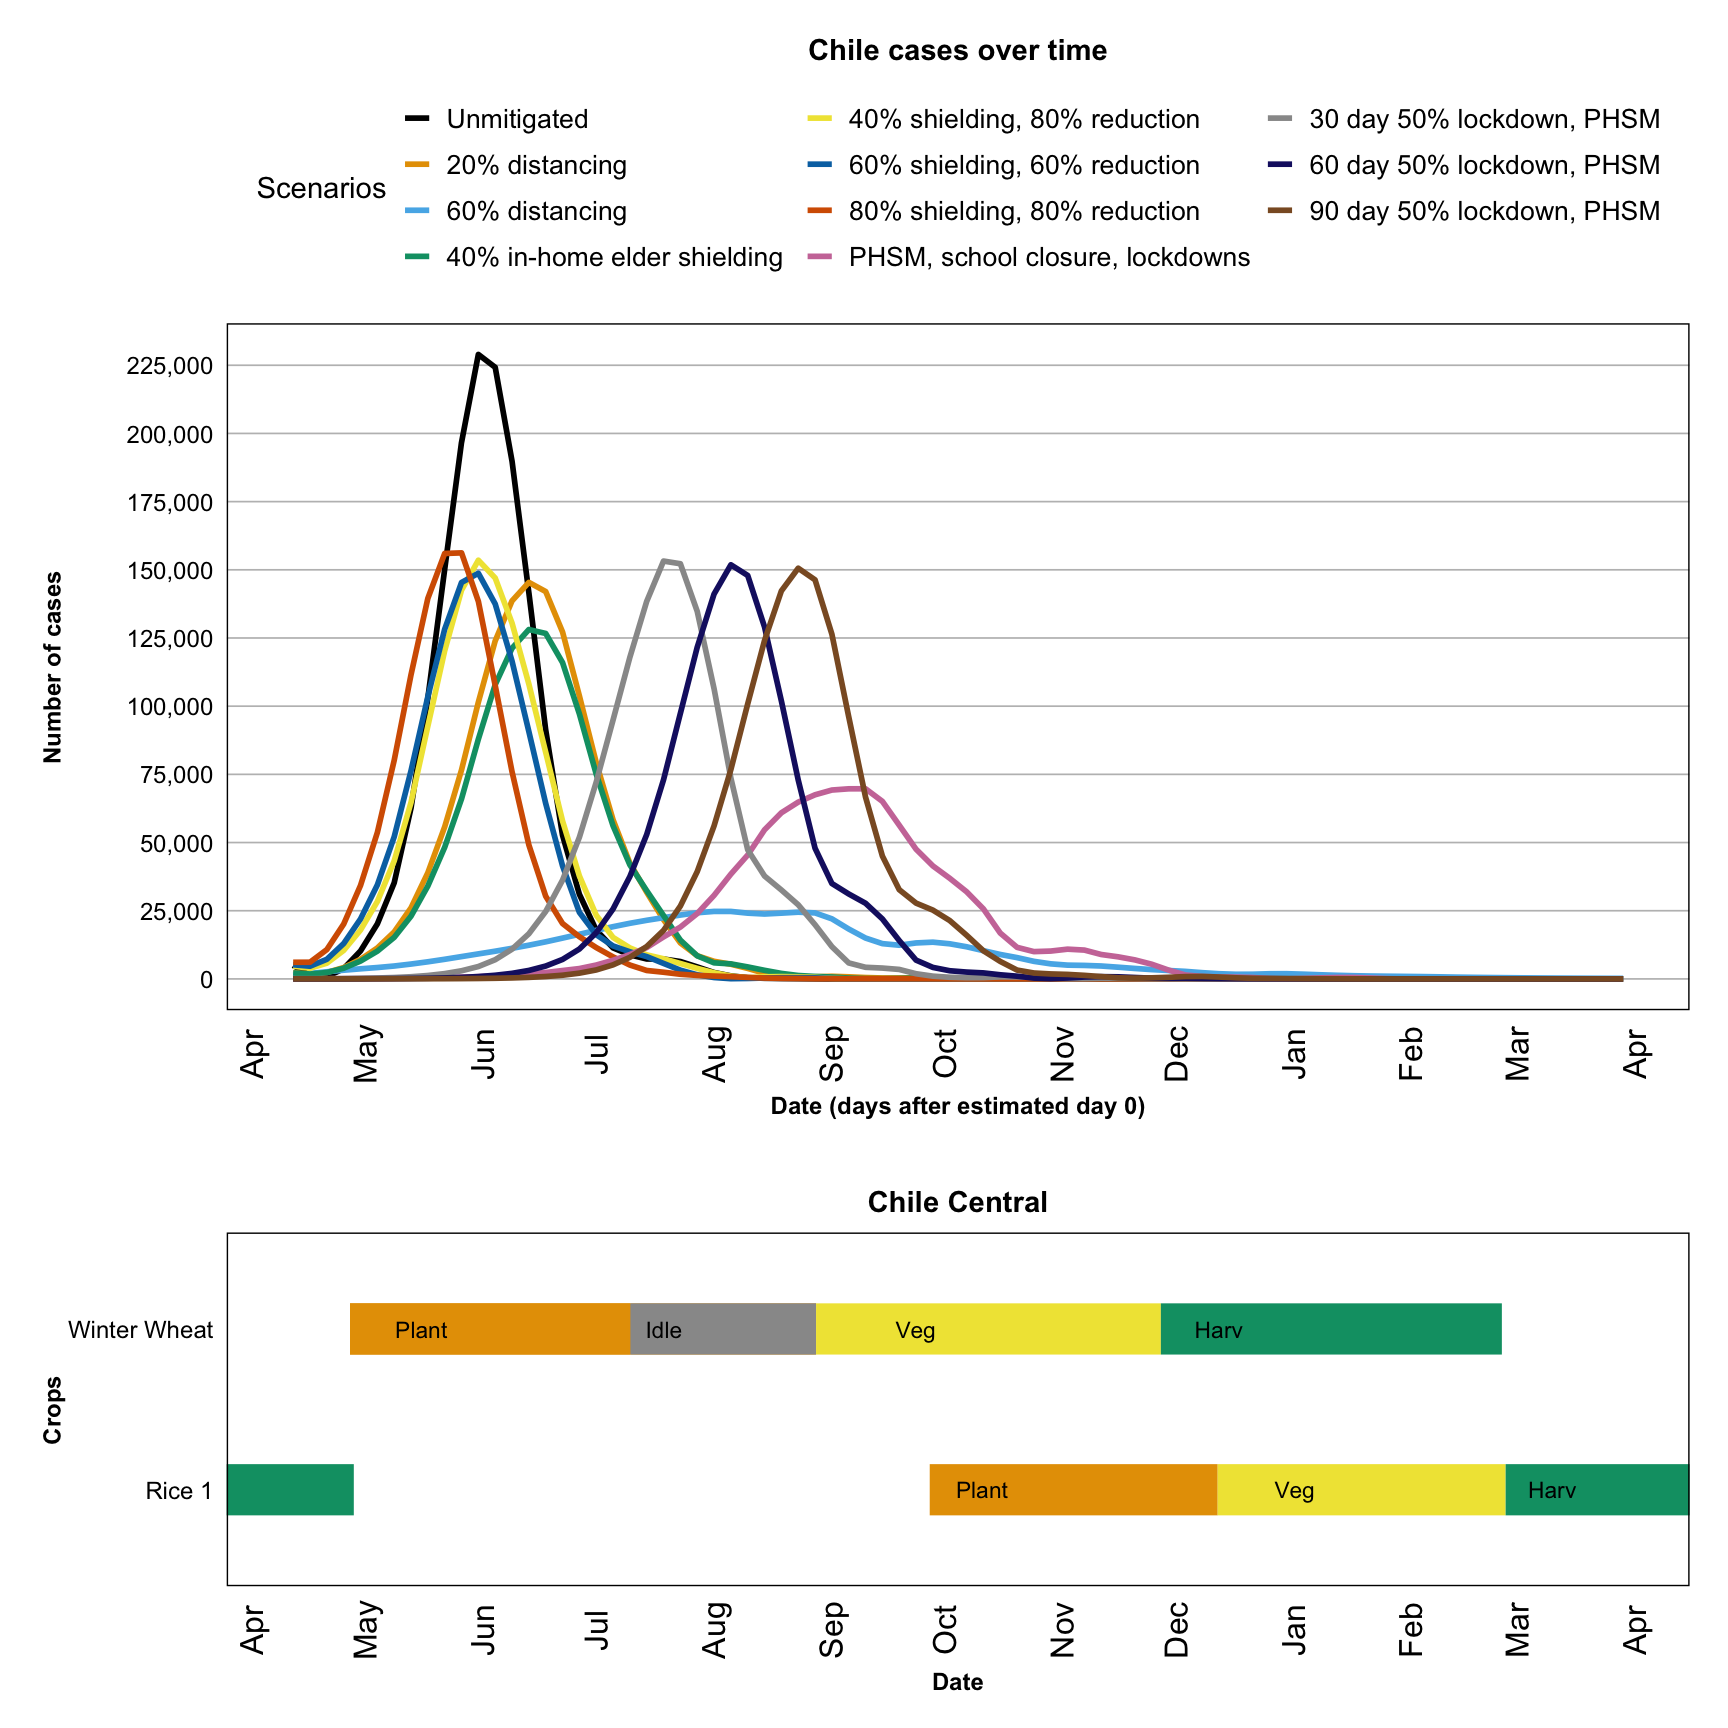 Chile cases over time
Scenarios
Unmitigated
20% distancing
60% distancing
40% in-home elder shielding
40% shielding, 80% reduction
60% shielding, 60% reduction
80% shielding, 80% reduction
PHSM, school closure, lockdowns
30 day 50% lockdown, PHSM
60 day 50% lockdown, PHSM
90 day 50% lockdown, PHSM
Number of cases
225,000
200,000
175,000
150,000
125,000
100,000
75,000
50,000
25,000
0
Apr May Jun Jul Aug Sep Oct Nov Dec Jan Feb Mar Apr
Date (days after estimated day 0)
Chile Central
Crops
Winter Wheat Plant Idle Veg Harv
Rice 1 Plant Veg Harv
Apr May Jun Jul Aug Sep Oct Nov Dec Jan Feb Mar Apr
Date